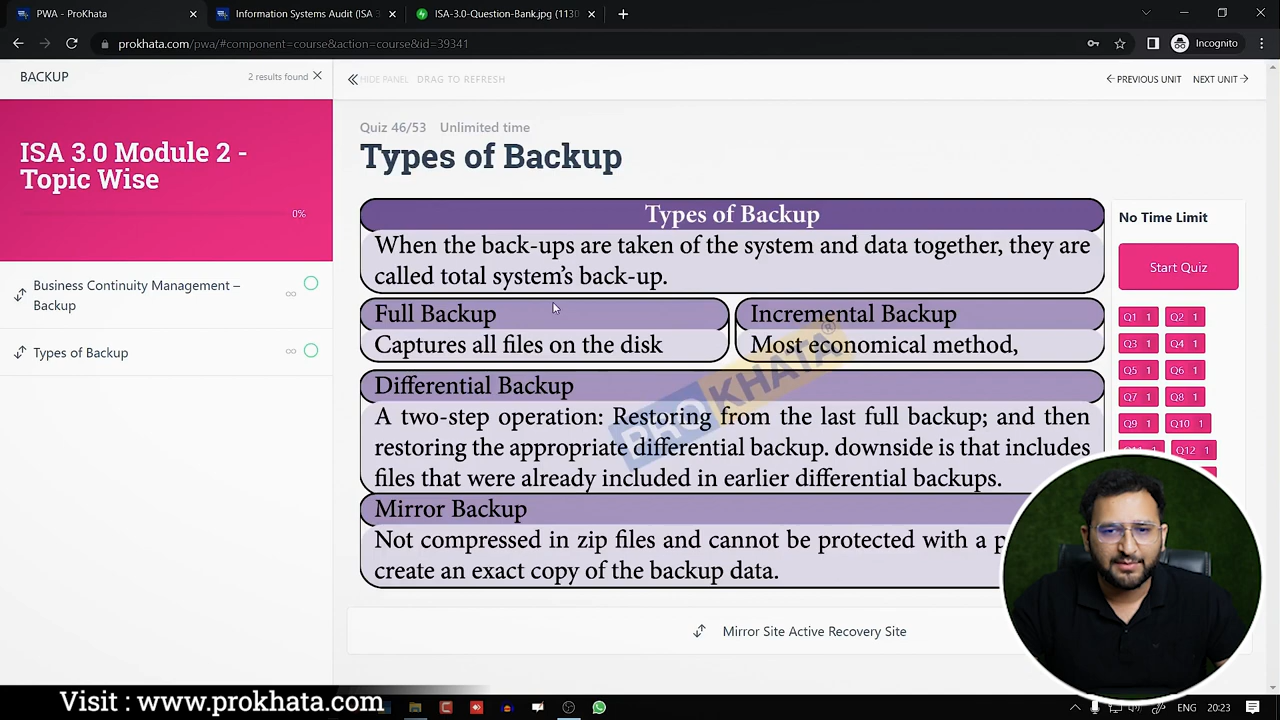 PWA - ProKhata
Information Systems Audit (ISA 3
ISA-3.0-Question-Bank.jpg (1130
prokhata.com/pwa/#component=course&action=course&id=39341
Incognito
BACKUP
2 results found
HIDE PANEL
DRAG TO REFRESH
PREVIOUS UNIT
NEXT UNIT
ISA 3.0 Module 2 -
Topic Wise
0%
Business Continuity Management –
Backup
Types of Backup
Quiz 46/53 Unlimited time
Types of Backup
Types of Backup
When the back-ups are taken of the system and data together, they are
called total system's back-up.
Full Backup
Captures all files on the disk
Incremental Backup
Most economical method,
Differential Backup
A two-step operation: Restoring from the last full backup; and then
restoring the appropriate differential backup. downside is that includes
files that were already included in earlier differential backups.
Mirror Backup
Not compressed in zip files and cannot be protected with a
create an exact copy of the backup data.
PROKHATA®
Mirror Site Active Recovery Site
No Time Limit
Start Quiz
Q1 1 Q2 1
Q3 1 Q4 1
Q5 1 Q6 1
Q7 1 Q8 1
Q9 1 Q10 1
Q12 1
Visit : www.prokhata.com
ENG 20:23